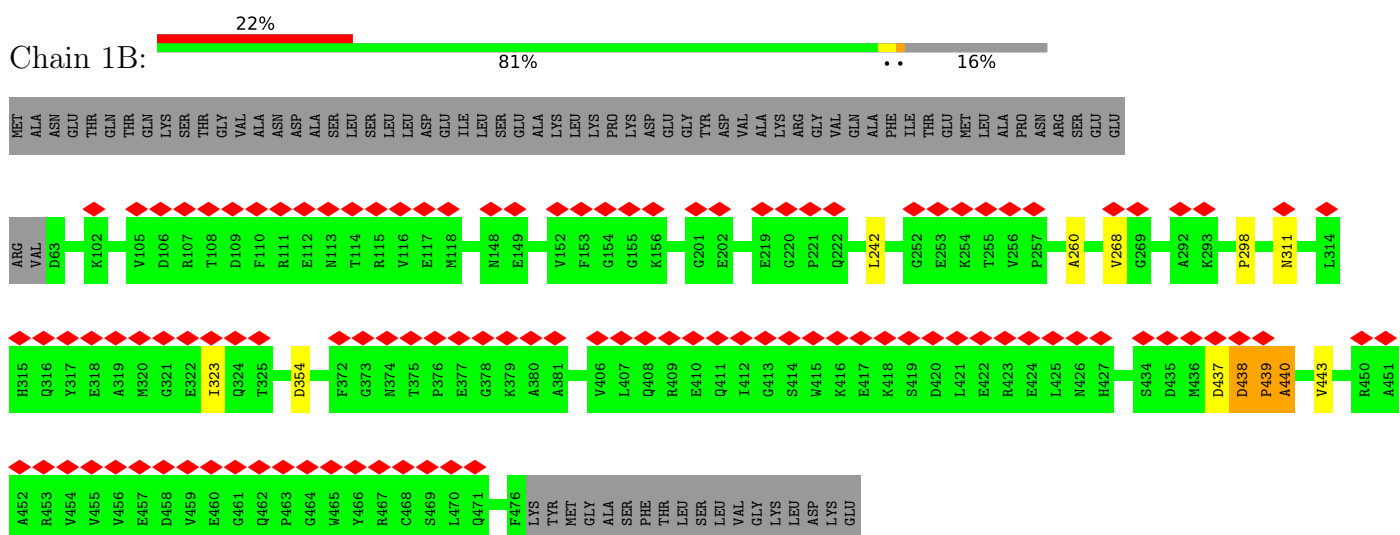 22%
Chain 1B:
81% • • 16%
MET ALA ASN GLU THR GLN THR GLN LYS SER THR GLY VAL ALA ASN ASP ALA SER LEU SER LEU LEU ASP GLU ILE LEU SER GLU ALA LYS LEU LYS PRO LYS ASP GLU GLY TYR ASP VAL ALA LYS ARG GLY VAL GLN ALA PHE ILE THR GLU MET LEU ALA PRO ASN ARG SER GLU GLU
ARG VAL D63 K102 V105 D106 R107 T108 D109 F110 R111 E112 N113 T114 R115 V116 E117 M118 N148 E149 V152 F153 G154 G155 K156 G201 E202 E219 G220 P221 Q222 L242 G252 E253 K254 T255 V256 P257 A260 V268 G269 A292 K293 P298 N311 L314
H315 Q316 Y317 E318 A319 M320 G321 E322 I323 Q324 T325 D354 F372 G373 N374 T375 P376 E377 G378 K379 A380 A381 V406 L407 Q408 R409 E410 Q411 I412 G413 S414 W415 K416 E417 K418 S419 D420 L421 E422 R423 E424 L425 N426 H427 S434 D435 M436 D437 D438 P439 A440 V443 R450 A451
A452 R453 V454 V455 V456 E457 D458 V459 E460 G461 Q462 P463 G464 W465 Y466 R467 C468 S469 L470 Q471 F476 LYS TYR MET GLY ALA SER PHE THR LEU SER LEU VAL GLY LYS LEU ASP LYS GLU